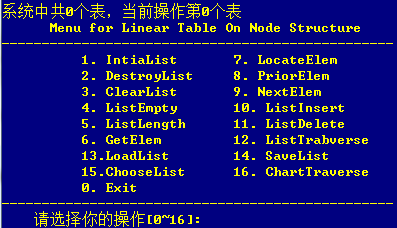 系统中共0个表，当前操作第0个表
Menu for Linear Table On Node Structure
1. IntiaList 7. LocateElem
2. DestroyList 8. PriorElem
3. ClearList 9. NextElem
4. ListEmpty 10. ListInsert
5. ListLength 11. ListDelete
6. GetElem 12. ListTrabverse
13.LoadList 14. SaveList
15.ChooseList 16. ChartTraverse
0. Exit
请选择你的操作[0~16]: